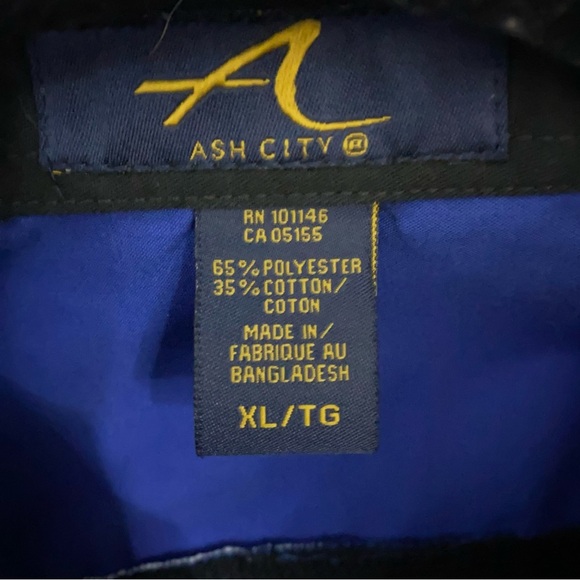 ASH CITY ®
RN 101146
CA 05155
65% POLYESTER
35% COTTON/
COTON
MADE IN/
FABRIQUE AU
BANGLADESH
XL/TG